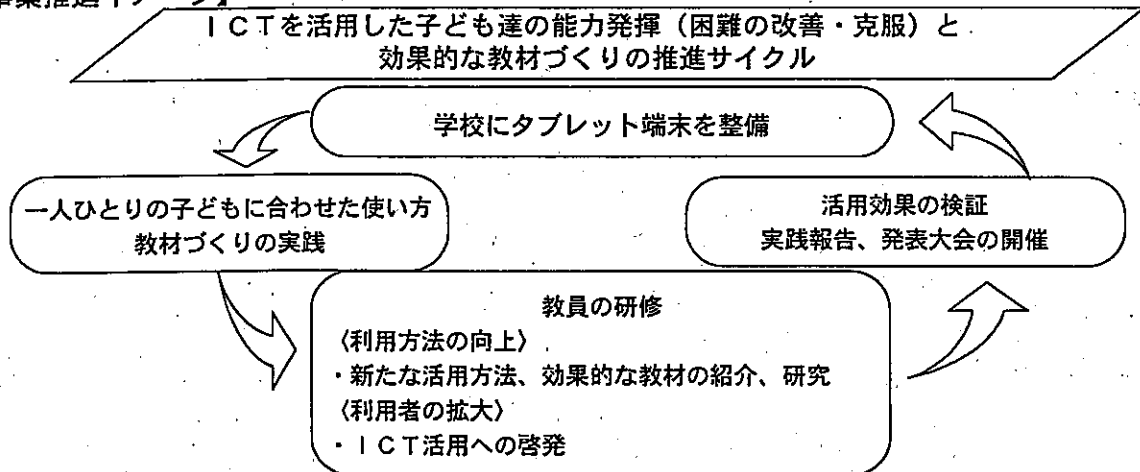 ICTを活用した子ども達の能力発揮（困難の改善・克服）と
効果的な教材づくりの推進サイクル
学校にタブレット端末を整備
一人ひとりの子どもに合わせた使い方
教材づくりの実践
活用効果の検証
実践報告、発表大会の開催
教員の研修
〈利用方法の向上〉
・新たな活用方法、効果的な教材の紹介、研究
〈利用者の拡大〉
・ICT活用への啓発